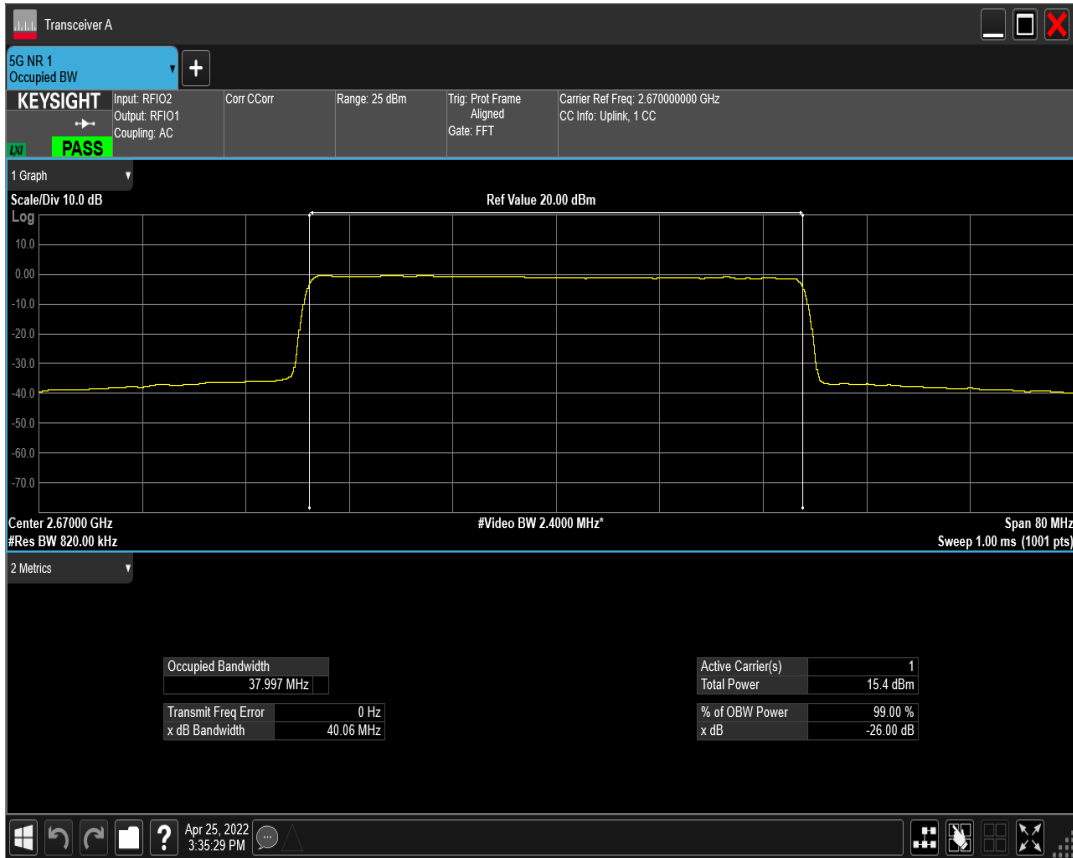 Transceiver A
5G NR 1
Occupied BW
KEYSIGHT
LXI
PASS
Input: RFIO2
Output: RFIO1
Coupling: AC
Corr CCorr
Range: 25 dBm
Trig: Prot Frame
Aligned
Gate: FFT
Carrier Ref Freq: 2.670000000 GHz
CC Info: Uplink, 1 CC
1 Graph
Scale/Div 10.0 dB
Ref Value 20.00 dBm
Log
10.0
0.00
-10.0
-20.0
-30.0
-40.0
-50.0
-60.0
-70.0
Center 2.67000 GHz
#Video BW 2.4000 MHz*
Span 80 MHz
#Res BW 820.00 kHz
Sweep 1.00 ms (1001 pts)
2 Metrics
Occupied Bandwidth
37.997 MHz
Transmit Freq Error 0 Hz
x dB Bandwidth 40.06 MHz
Active Carrier(s) 1
Total Power 15.4 dBm
% of OBW Power 99.00 %
x dB -26.00 dB
Apr 25, 2022
3:35:29 PM